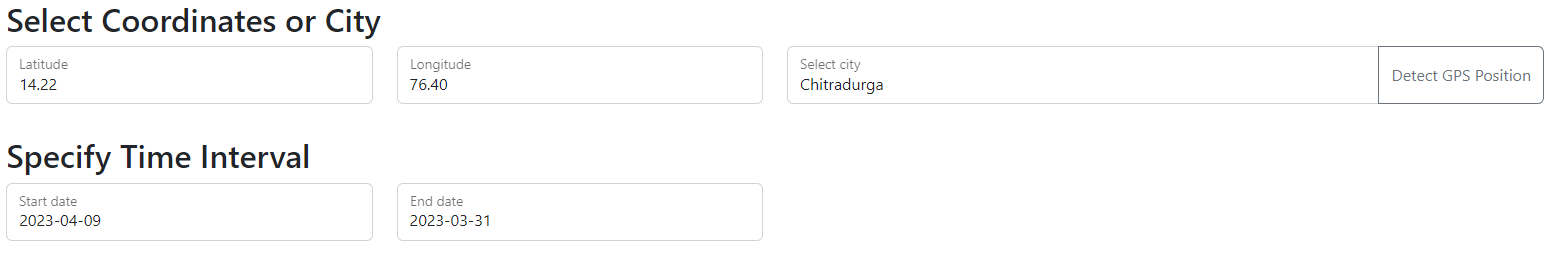 Select Coordinates or City
Latitude
14.22
Longitude
76.40
Select city
Chitradurga
Detect GPS Position
Specify Time Interval
Start date
2023-04-09
End date
2023-03-31